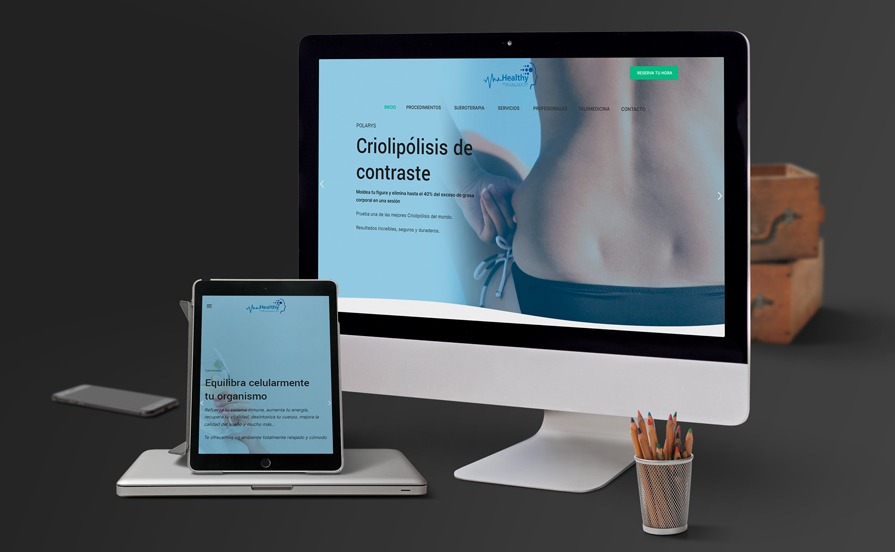 Healthy
RESERVA TU HORA
INICIO PROCEDIMIENTOS SUEROTERAPIA SERVICIOS PROFESIONALES TELEMEDICINA CONTACTO
POLARYS
Criolipólisis de
contraste
Moldea tu figura y elimina hasta el 40% del exceso de grasa
corporal en una sesión
Prueba una de las mejores Criolipólisis del mundo.
Resultados increíbles, seguros y duraderos.
Healthy
Equilibra celularmente
tu organismo
Refuerza tu sistema inmune, aumenta tu energía,
recupera tu vitalidad, desintoxica tu cuerpo, mejora la
calidad del sueño y mucho más...
Te ofrecemos un ambiente totalmente relajado y cómodo